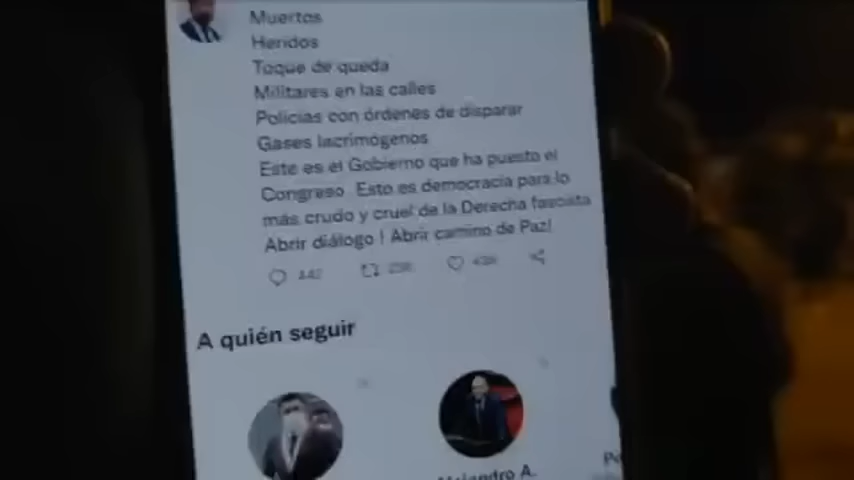 Muertos
Heridos
Toque de queda
Militares en las calles
Policías con órdenes de disparar
Gases lacrimógenos
Este es el Gobierno que ha puesto el
Congreso. Esto es democracia para lo
más crudo y cruel de la Derecha fascista
Abrir diálogo ! Abrir camino de Paz!
A quién seguir
Alejandro A.